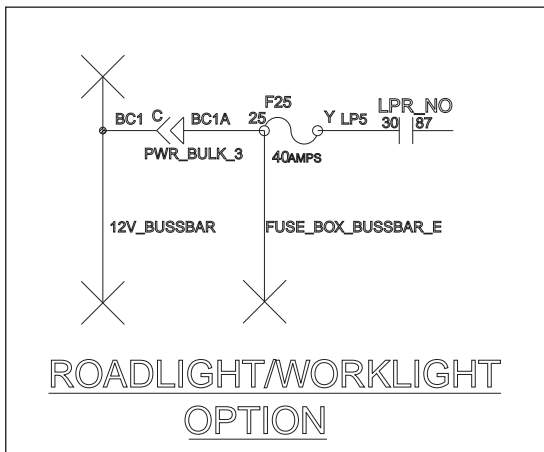 F25
LPR_NO
BC1 C BC1A 25 Y LP5 30 87
PWR_BULK_3 40AMPS
12V_BUSSBAR FUSE_BOX_BUSSBAR_E
ROADLIGHT/WORKLIGHT
OPTION